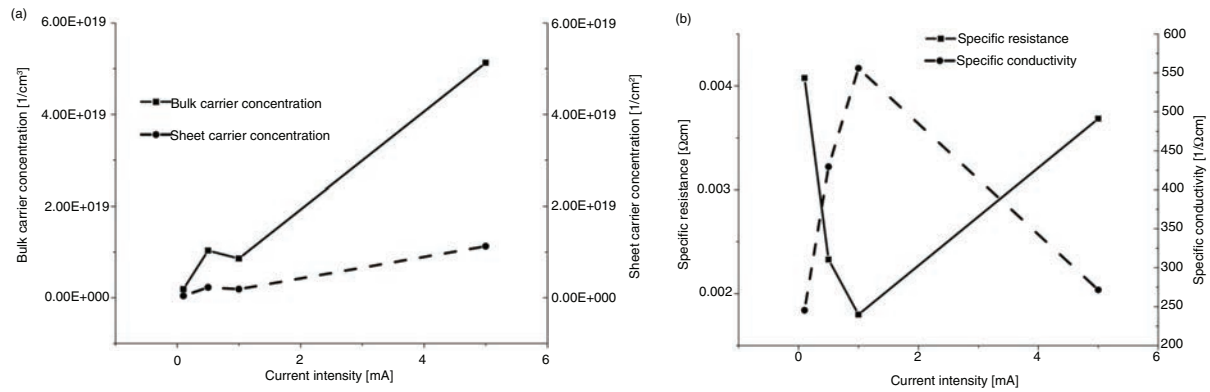 (a)
6.00E+019
4.00E+019
2.00E+019
0.00E+000
Bulk carrier concentration [1/cm³]
Bulk carrier concentration
Sheet carrier concentration
6.00E+019
4.00E+019
2.00E+019
0.00E+000
Sheet carrier concentration [1/cm²]
0 2 4 6
Current intensity [mA]
(b)
0.004
0.003
0.002
Specific resistance [Ωcm]
Specific resistance
Specific conductivity
600
550
500
450
400
350
300
250
200
Specific conductivity [1/Ωcm]
0 2 4 6
Current intensity [mA]